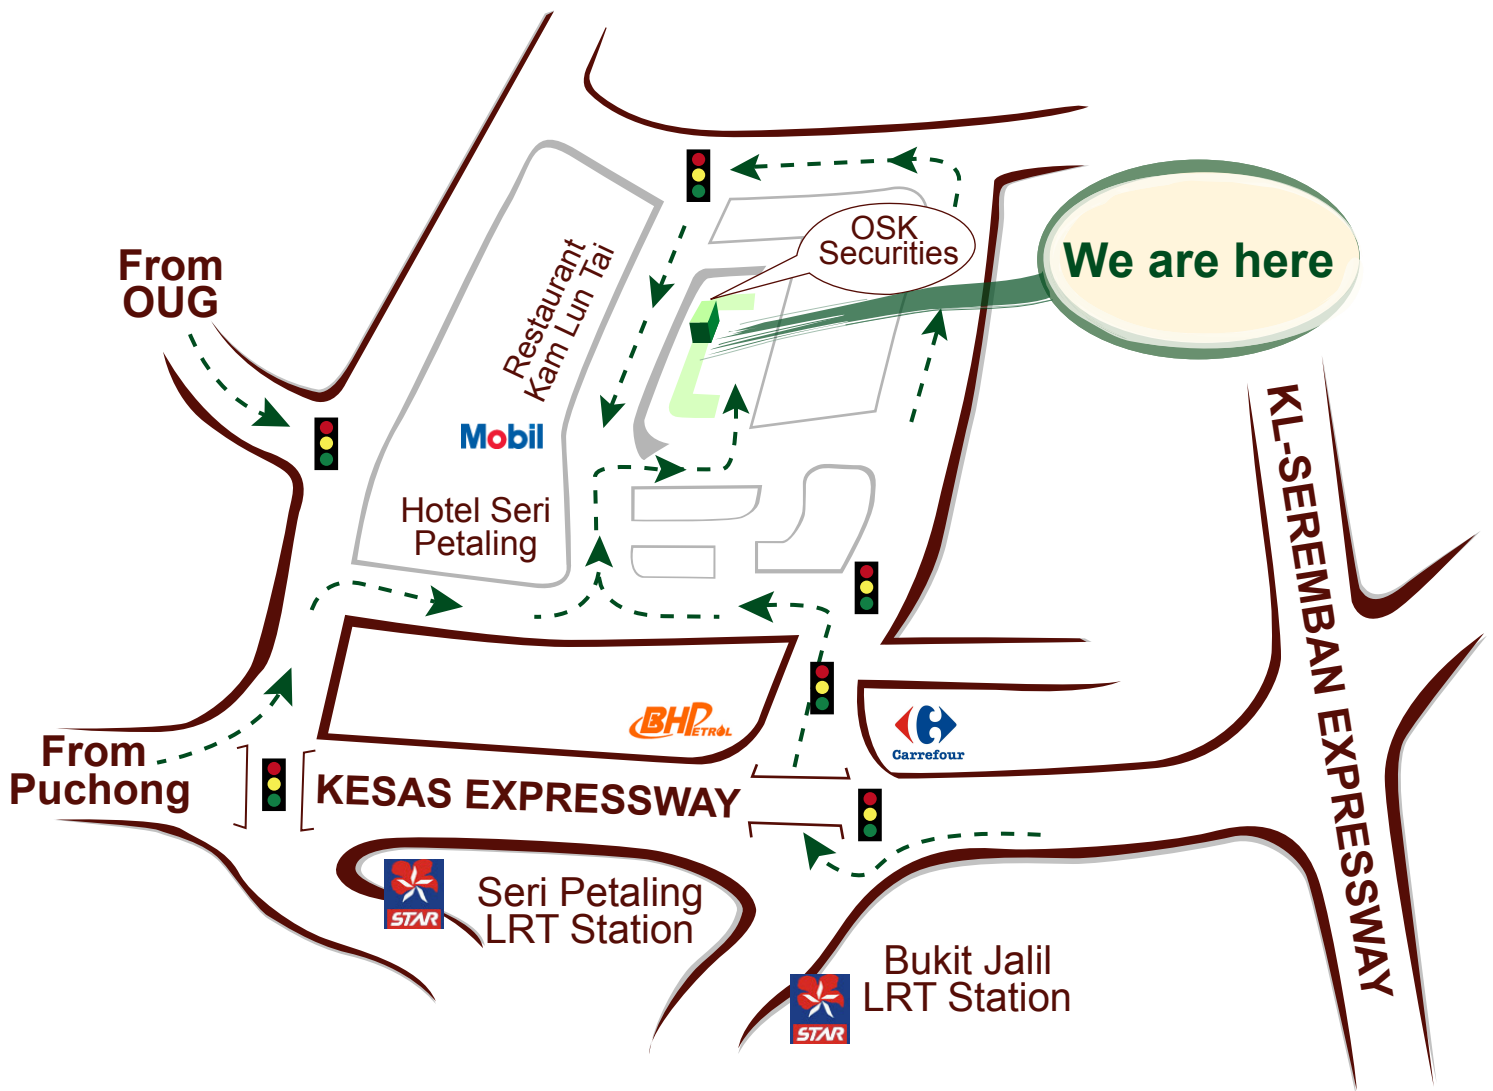 OSK
Securities
We are here
From
OUG
Restaurant
Kam Lun Tai
Mobil
Hotel Seri
Petaling
KL-SEREMBAN EXPRESSWAY
BHPETROL
Carrefour
From
Puchong
KESAS EXPRESSWAY
STAR
Seri Petaling
LRT Station
STAR
Bukit Jalil
LRT Station